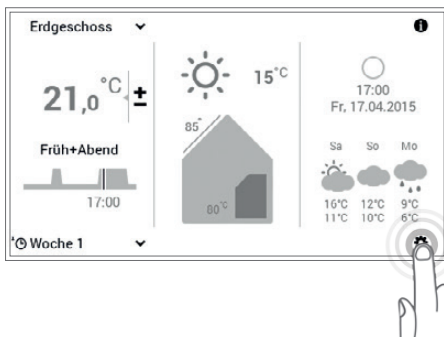 Erdgeschoss
21,0 °C ±
Früh+Abend
17:00
Woche 1
15°C
85°
80°C
17:00
Fr, 17.04.2015
Sa So Mo
16°C 12°C 9°C
11°C 10°C 6°C